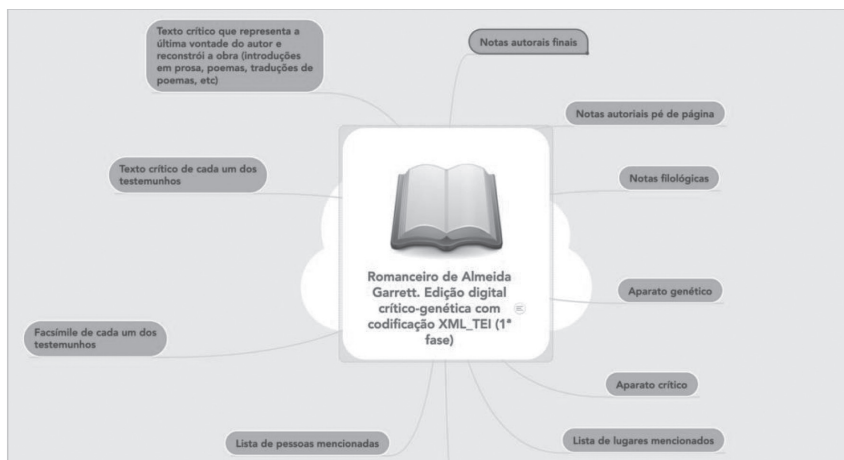 Texto crítico que representa a
última vontade do autor e
reconstrói a obra (introduções
em prosa, poemas, traduções de
poemas, etc)
Notas autorais finais
Notas autoriais pé de página
Texto crítico de cada um dos
testemunhos
Notas filológicas
Romanceiro de Almeida
Garrett. Edição digital
crítico-genética com
codificação XML_TEI (1ª
fase)
Aparato genético
Facsímile de cada um dos
testemunhos
Aparato crítico
Lista de pessoas mencionadas
Lista de lugares mencionados